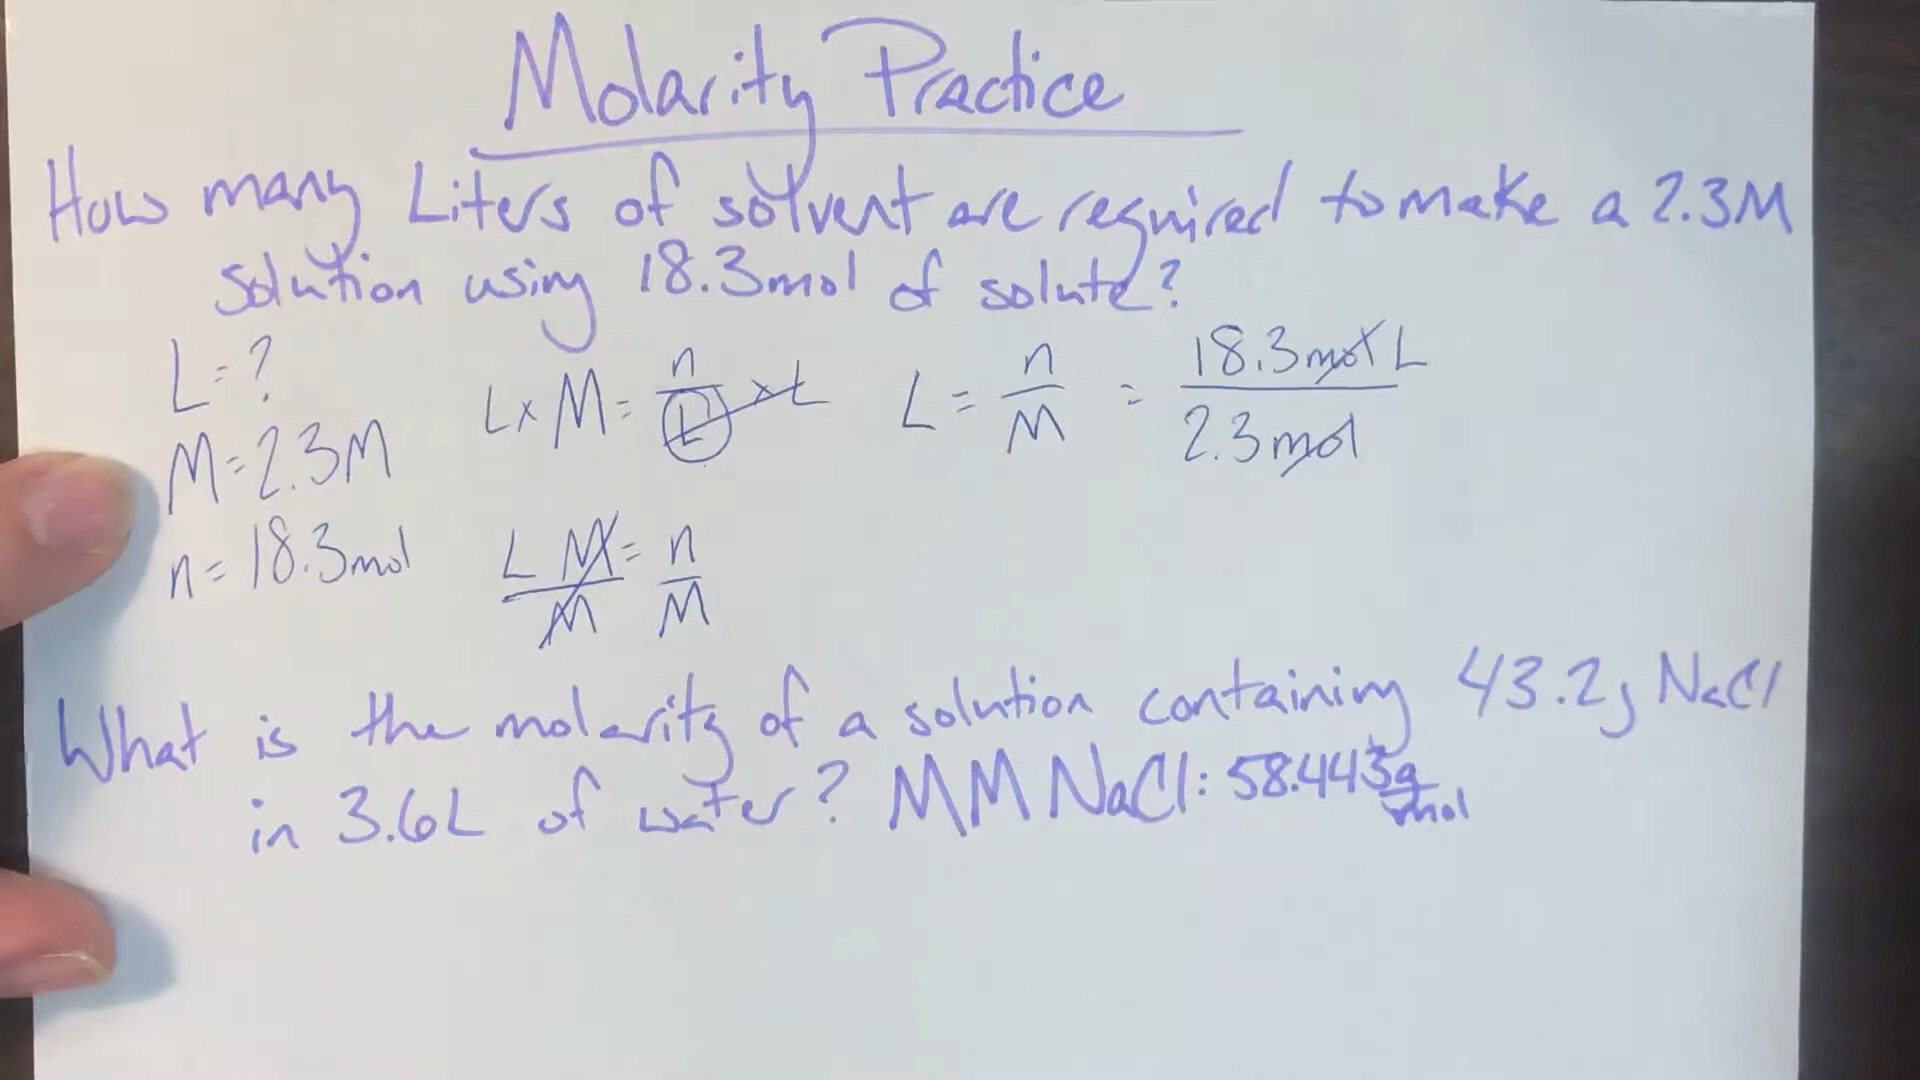 Molarity Practice
How many Liters of solvent are required to make a 2.3M
solution using 18.3mol of solute?
L=?
M=2.3M
n=18.3mol
L×M= n/L ×L
L M/M = n/M
L= n/M = 18.3mol L/2.3mol
What is the molarity of a solution containing 43.2g NaCl
in 3.6L of water? MM NaCl: 58.443g/mol